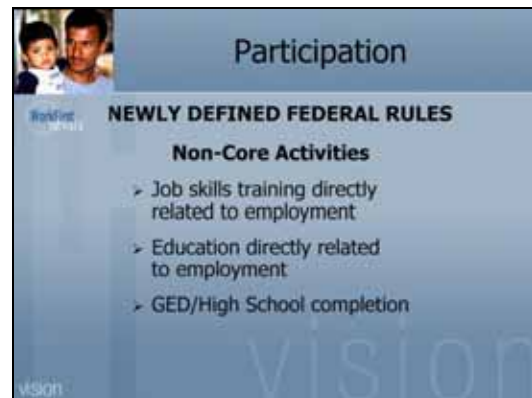 Participation
WorkFirst
NEWLY DEFINED FEDERAL RULES
Non-Core Activities
➢ Job skills training directly
related to employment
➢ Education directly related
to employment
➢ GED/High School completion
vision
vision